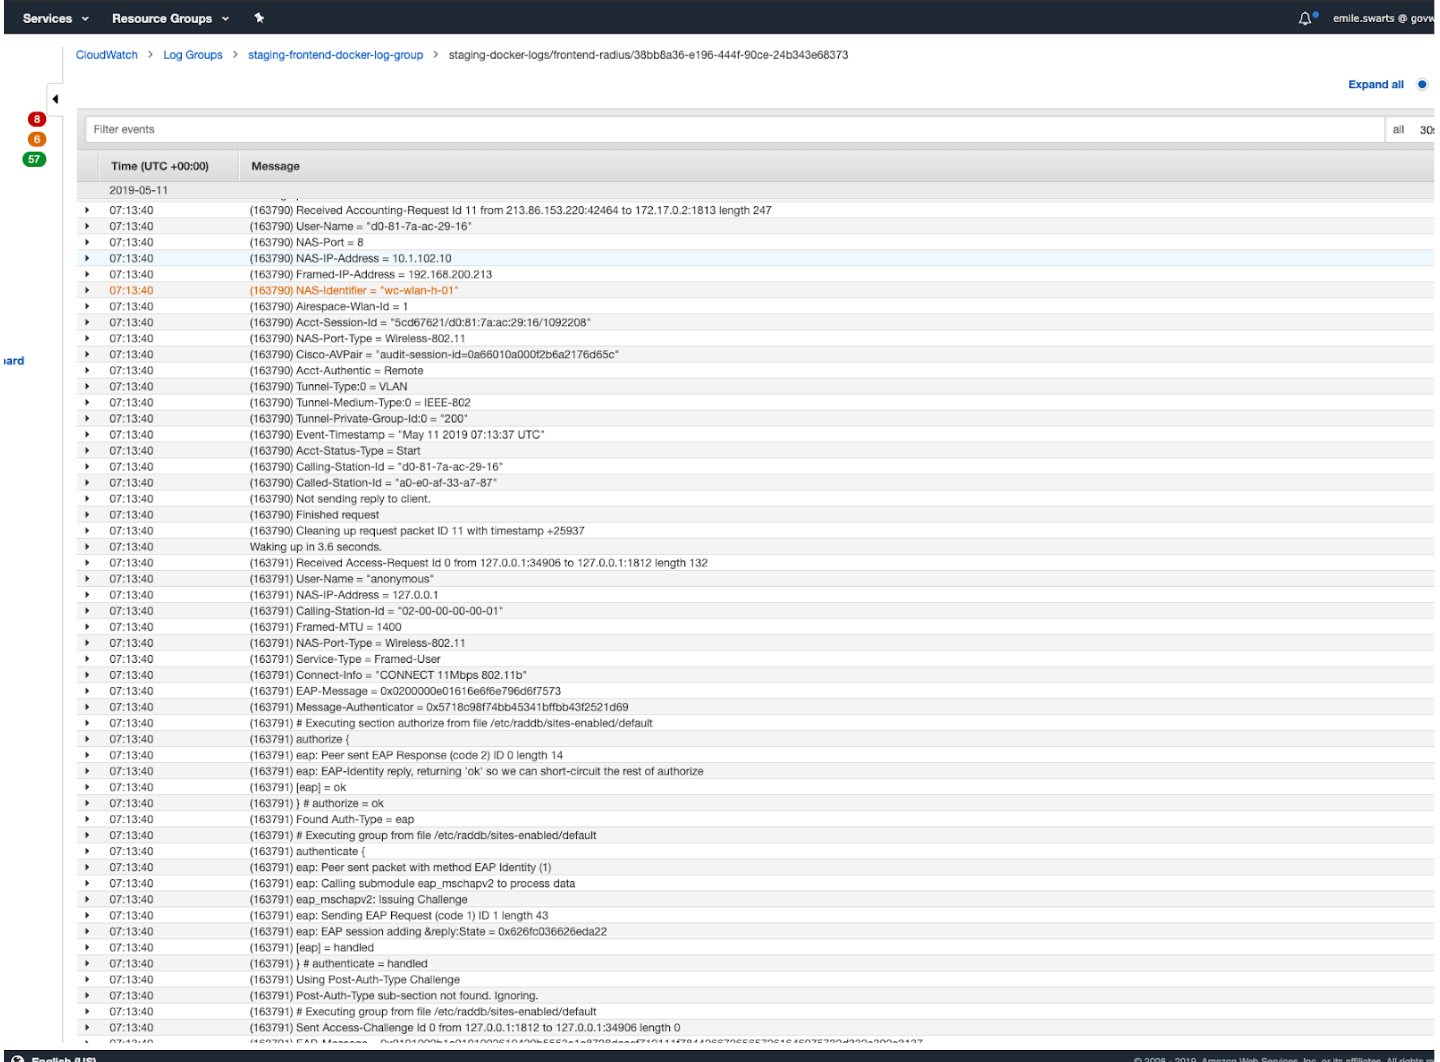 Services
Resource Groups
emile.swarts @ govw
CloudWatch > Log Groups > staging-frontend-docker-log-group > staging-docker-logs/frontend-radius/38bb8a36-e196-444f-90ce-24b343e68373
Expand all
8
6
57
Filter events
all 30s
Time (UTC +00:00) Message
2019-05-11
07:13:40 (163790) Received Accounting-Request Id 11 from 213.86.153.220:42464 to 172.17.0.2:1813 length 247
07:13:40 (163790) User-Name = "d0-81-7a-ac-29-16"
07:13:40 (163790) NAS-Port = 8
07:13:40 (163790) NAS-IP-Address = 10.1.102.10
07:13:40 (163790) Framed-IP-Address = 192.168.200.213
07:13:40 (163790) NAS-Identifier = "wc-wlan-h-01"
07:13:40 (163790) Airespace-Wlan-Id = 1
07:13:40 (163790) Acct-Session-Id = "5cd67621/d0:81:7a:ac:29:16/1092208"
07:13:40 (163790) NAS-Port-Type = Wireless-802.11
07:13:40 (163790) Cisco-AVPair = "audit-session-id=0a66010a000f2b6a2176d65c"
ard
07:13:40 (163790) Acct-Authentic = Remote
07:13:40 (163790) Tunnel-Type:0 = VLAN
07:13:40 (163790) Tunnel-Medium-Type:0 = IEEE-802
07:13:40 (163790) Tunnel-Private-Group-Id:0 = "200"
07:13:40 (163790) Event-Timestamp = "May 11 2019 07:13:37 UTC"
07:13:40 (163790) Acct-Status-Type = Start
07:13:40 (163790) Calling-Station-Id = "d0-81-7a-ac-29-16"
07:13:40 (163790) Called-Station-Id = "a0-e0-af-33-a7-87"
07:13:40 (163790) Not sending reply to client.
07:13:40 (163790) Finished request
07:13:40 (163790) Cleaning up request packet ID 11 with timestamp +25937
07:13:40 Waking up in 3.6 seconds.
07:13:40 (163791) Received Access-Request Id 0 from 127.0.0.1:34906 to 127.0.0.1:1812 length 132
07:13:40 (163791) User-Name = "anonymous"
07:13:40 (163791) NAS-IP-Address = 127.0.0.1
07:13:40 (163791) Calling-Station-Id = "02-00-00-00-00-01"
07:13:40 (163791) Framed-MTU = 1400
07:13:40 (163791) NAS-Port-Type = Wireless-802.11
07:13:40 (163791) Service-Type = Framed-User
07:13:40 (163791) Connect-Info = "CONNECT 11Mbps 802.11b"
07:13:40 (163791) EAP-Message = 0x0200000e01616e6f6e796d6f7573
07:13:40 (163791) Message-Authenticator = 0x5718c98f74bb45341bffbb43f2521d69
07:13:40 (163791) # Executing section authorize from file /etc/raddb/sites-enabled/default
07:13:40 (163791) authorize {
07:13:40 (163791) eap: Peer sent EAP Response (code 2) ID 0 length 14
07:13:40 (163791) eap: EAP-Identity reply, returning 'ok' so we can short-circuit the rest of authorize
07:13:40 (163791) [eap] = ok
07:13:40 (163791) } # authorize = ok
07:13:40 (163791) Found Auth-Type = eap
07:13:40 (163791) # Executing group from file /etc/raddb/sites-enabled/default
07:13:40 (163791) authenticate {
07:13:40 (163791) eap: Peer sent packet with method EAP Identity (1)
07:13:40 (163791) eap: Calling submodule eap_mschapv2 to process data
07:13:40 (163791) eap_mschapv2: Issuing Challenge
07:13:40 (163791) eap: Sending EAP Request (code 1) ID 1 length 43
07:13:40 (163791) eap: EAP session adding &reply:State = 0x626fc036626eda22
07:13:40 (163791) [eap] = handled
07:13:40 (163791) } # authenticate = handled
07:13:40 (163791) Using Post-Auth-Type Challenge
07:13:40 (163791) Post-Auth-Type sub-section not found. Ignoring.
07:13:40 (163791) # Executing group from file /etc/raddb/sites-enabled/default
07:13:40 (163791) Sent Access-Challenge Id 0 from 127.0.0.1:1812 to 127.0.0.1:34906 length 0
07:13:40 (163791) EAP-Message =
English (US)
© 2008 - 2019, Amazon Web Services, Inc. or its affiliates. All rights re